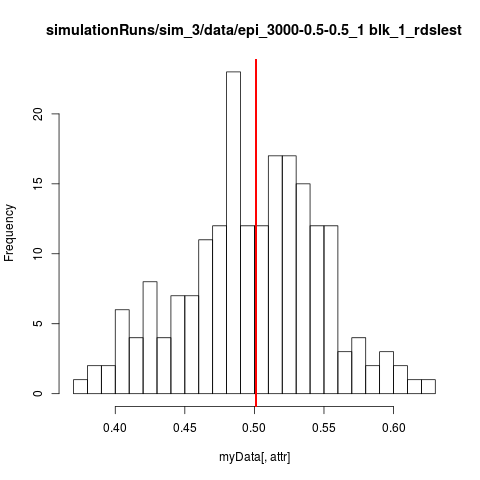 simulationRuns/sim_3/data/epi_3000-0.5-0.5_1 blk_1_rdslest
Frequency
20
15
10
5
0
0.40 0.45 0.50 0.55 0.60
myData[, attr]